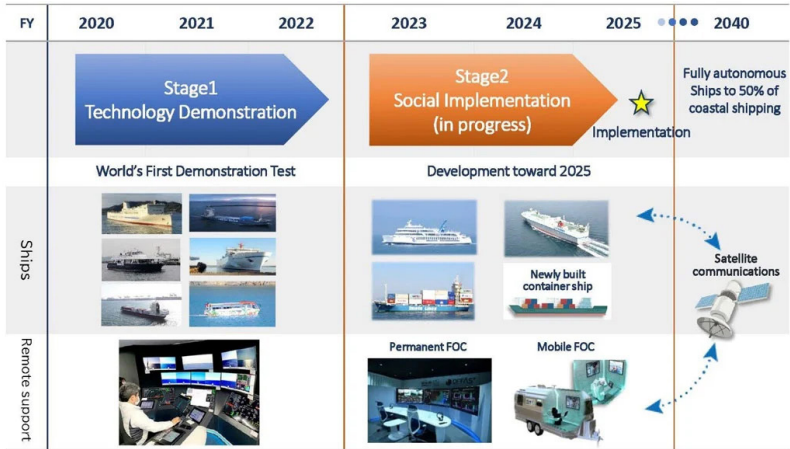 FY 2020 2021 2022 2023 2024 2025 2040
Stage1
Technology Demonstration
Stage2
Social Implementation
(in progress)
Implementation
Fully autonomous
Ships to 50% of
coastal shipping
World's First Demonstration Test
Development toward 2025
Ships
Newly built
container ship
Satellite
communications
Remote support
Permanent FOC
Mobile FOC